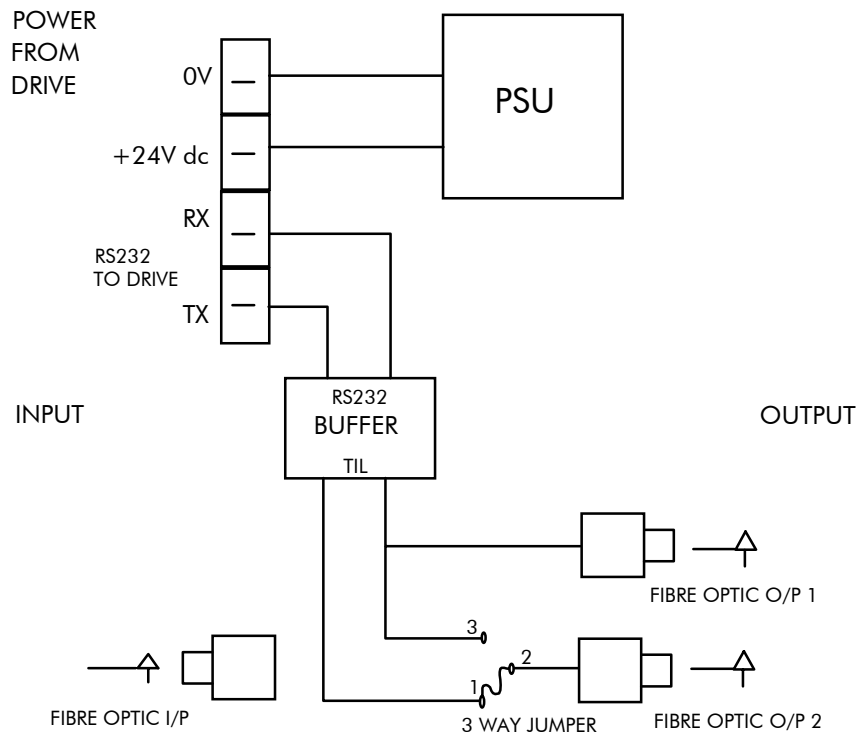 POWER
FROM
DRIVE
0V
PSU
+24V dc
RX
RS232
TO DRIVE
TX
INPUT
RS232
BUFFER
TIL
OUTPUT
FIBRE OPTIC O/P 1
3
2
1
FIBRE OPTIC I/P
3 WAY JUMPER
FIBRE OPTIC O/P 2